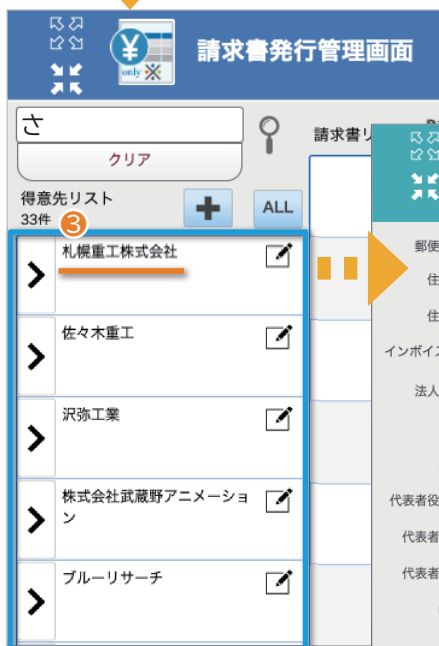 only
請求書発行管理画面
さ
クリア
請求書リ
得意先リスト
33件
ALL
3
札幌重工株式会社
佐々木重工
沢弥工業
株式会社武蔵野アニメーショ
ン
ブルーリサーチ
郵便
住
住
インボイス
法人
代表者役
代表者
代表者